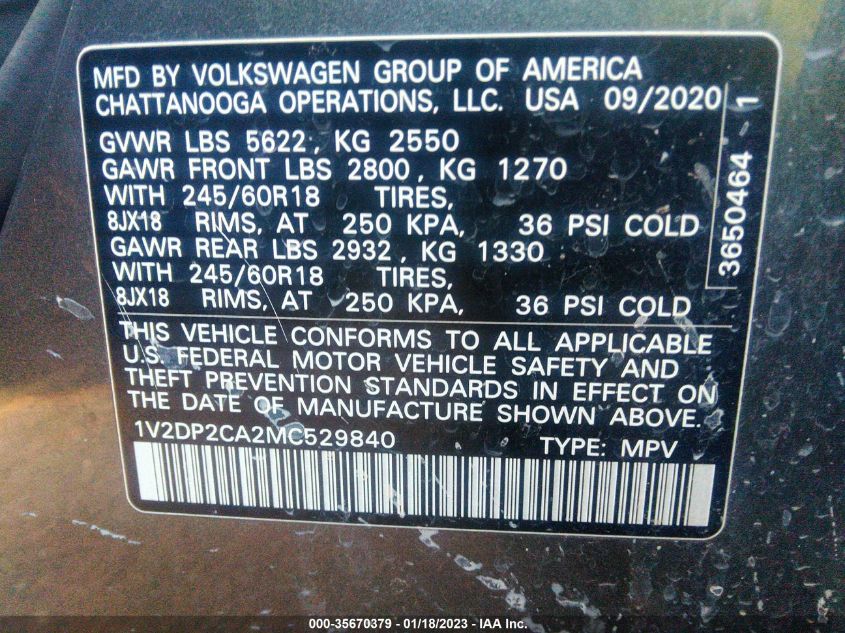 MFD BY VOLKSWAGEN GROUP OF AMERICA
CHATTANOOGA OPERATIONS, LLC. USA 09/2020
GVWR LBS 5622, KG 2550
GAWR FRONT LBS 2800, KG 1270
WITH 245/60R18 TIRES,
8JX18 RIMS, AT 250 KPA, 36 PSI COLD
GAWR REAR LBS 2932, KG 1330
WITH 245/60R18 TIRES,
8JX18 RIMS, AT 250 KPA, 36 PSI COLD
3650464 1
THIS VEHICLE CONFORMS TO ALL APPLICABLE
U.S. FEDERAL MOTOR VEHICLE SAFETY AND
THEFT PREVENTION STANDARDS IN EFFECT ON
THE DATE OF MANUFACTURE SHOWN ABOVE.
1V2DP2CA2MC529840 TYPE: MPV
000-35670379 - 01/18/2023 - IAA Inc.